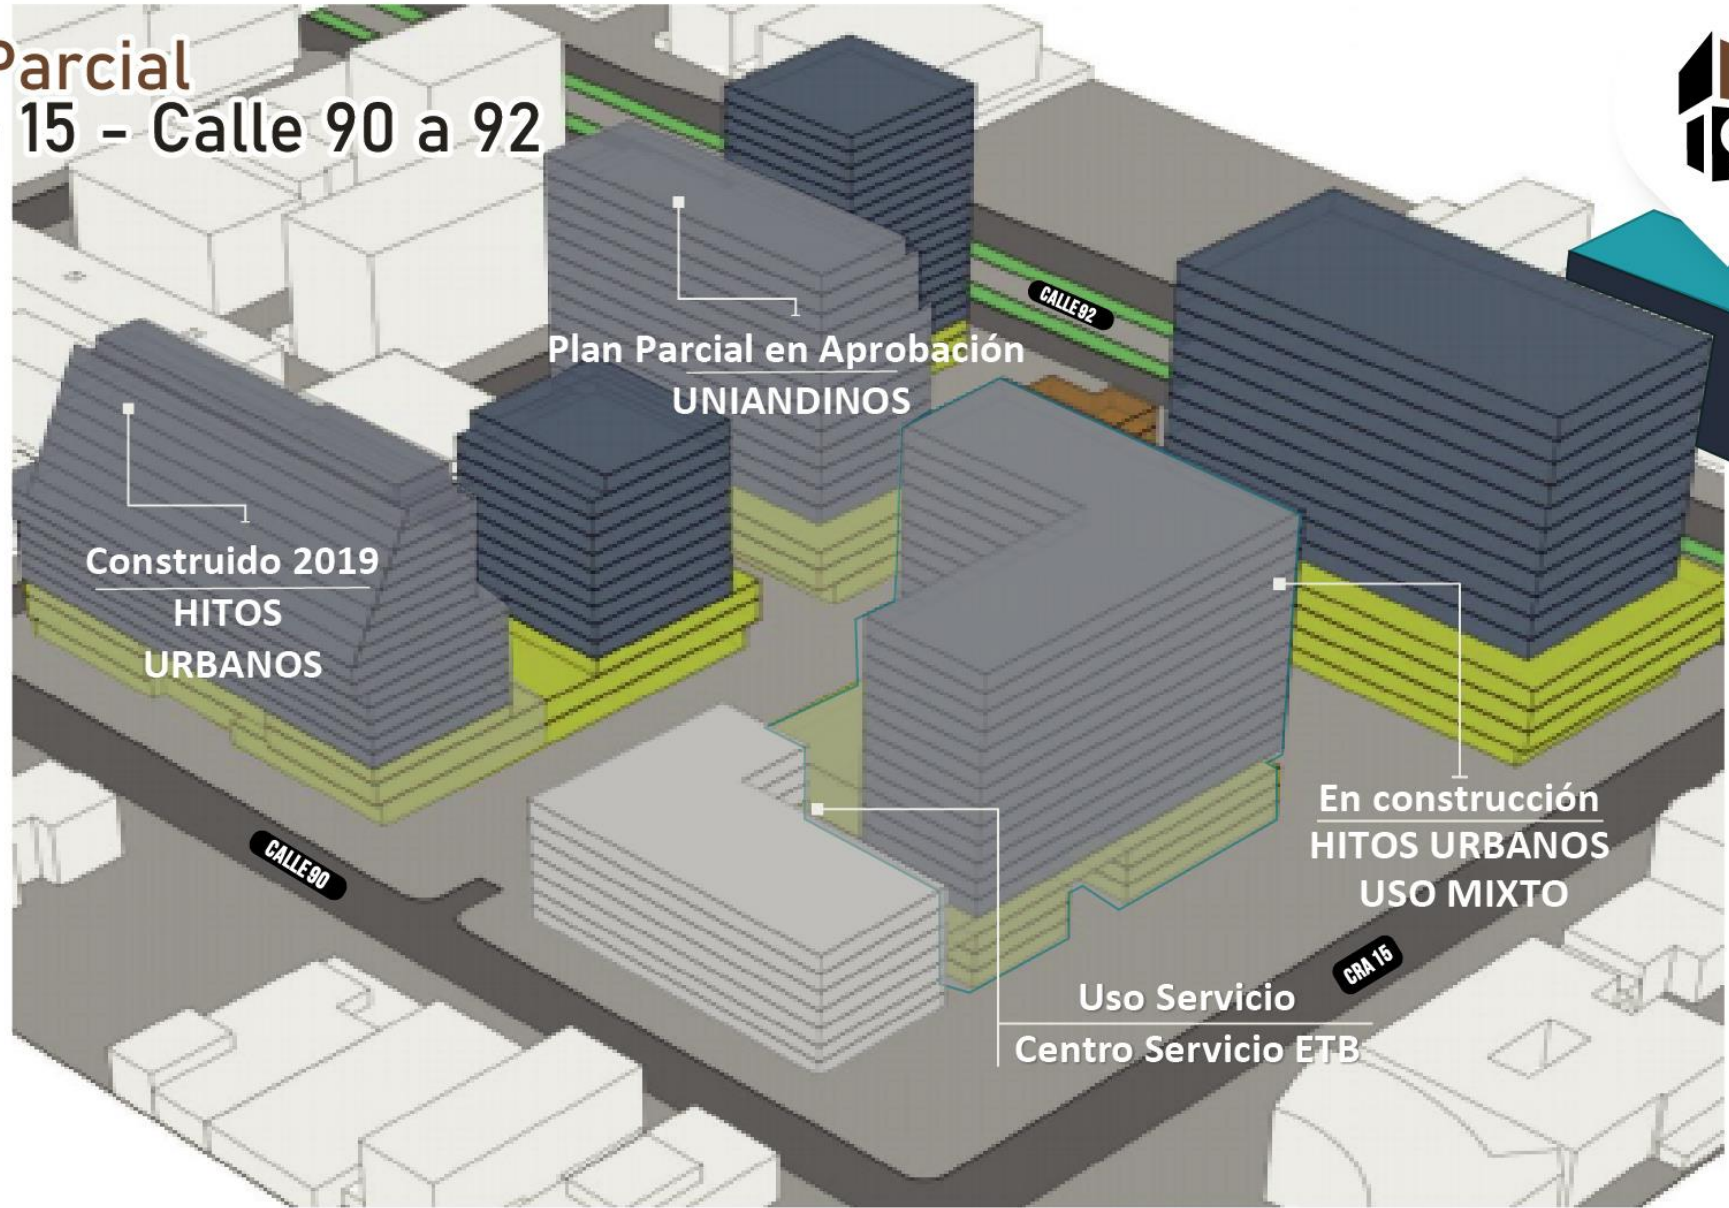 Parcial
15 - Calle 90 a 92
CALLE 92
Plan Parcial en Aprobación
UNIANDINOS
Construido 2019
HITOS
URBANOS
En construcción
HITOS URBANOS
USO MIXTO
CALLE 90
CRA 15
Uso Servicio
Centro Servicio ETB